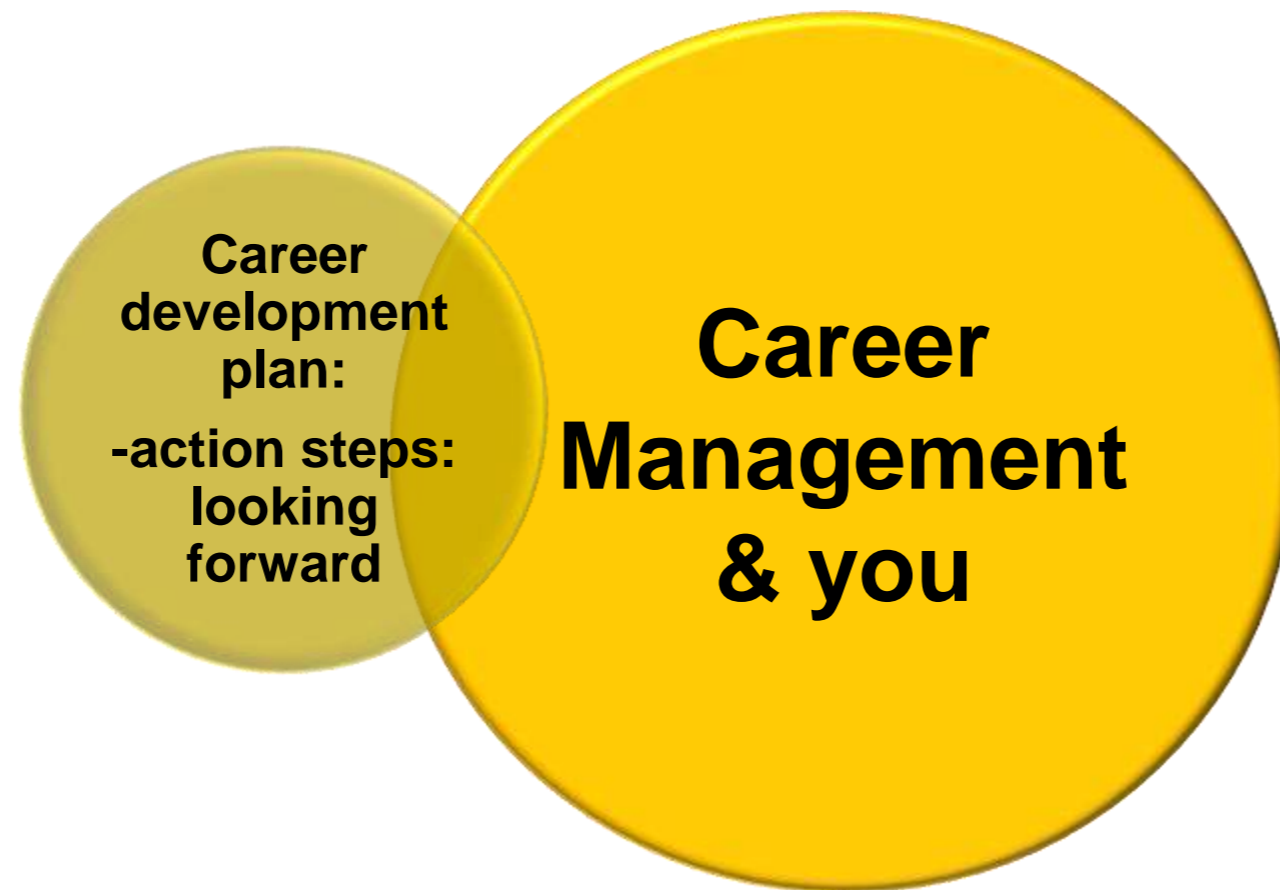 Career
development
plan:
-action steps:
looking
forward
Career
Management
& you